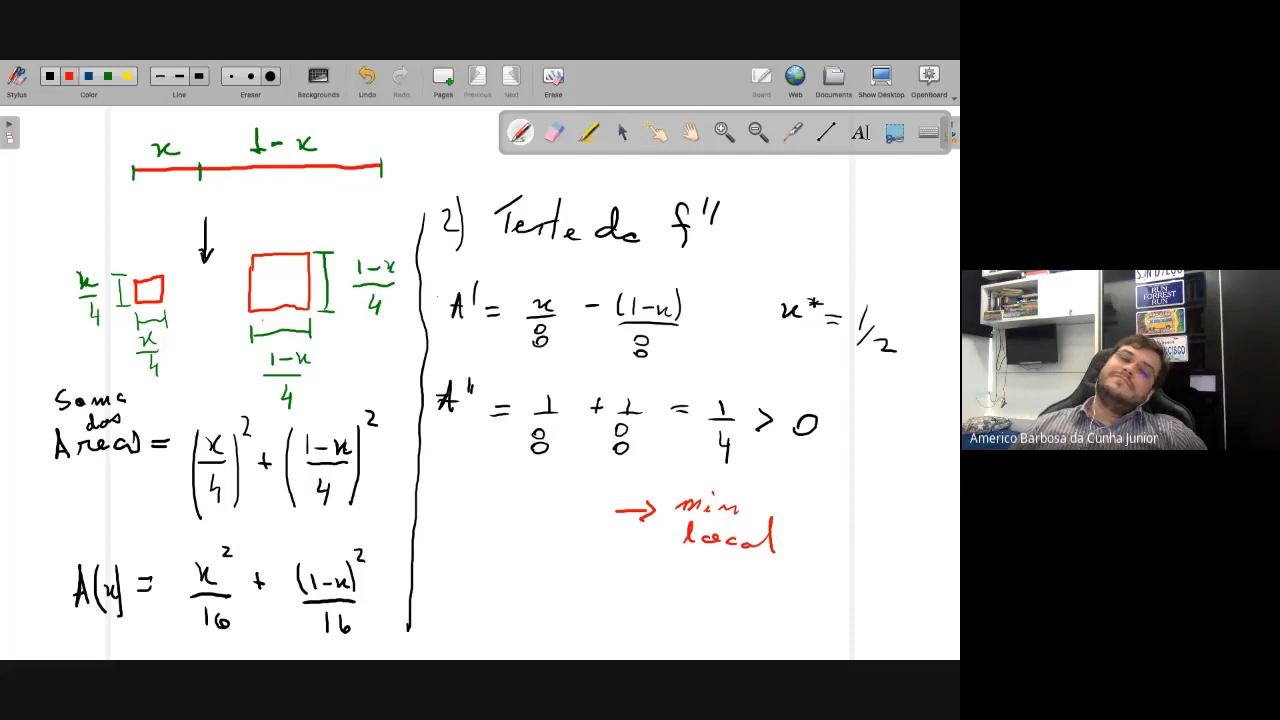 Stylus
Color
Line
Eraser
Backgrounds
Undo
Redo
Pages
Previous
Next
Erase
Board
Web
Documents
Show Desktop
OpenBoard
x
1-x
x/4
x/4
1-x/4
1-x/4
Soma
dos
Areas = (x/4)² + (1-x/4)²
A(x) = x²/16 + (1-x)²/16
2) Teste da f''
A' = x/8 - (1-x)/8
x* = 1/2
A'' = 1/8 + 1/8 = 1/4 > 0
→ min
local
RUN
FORREST
RUN
Americo Barbosa da Cunha Junior